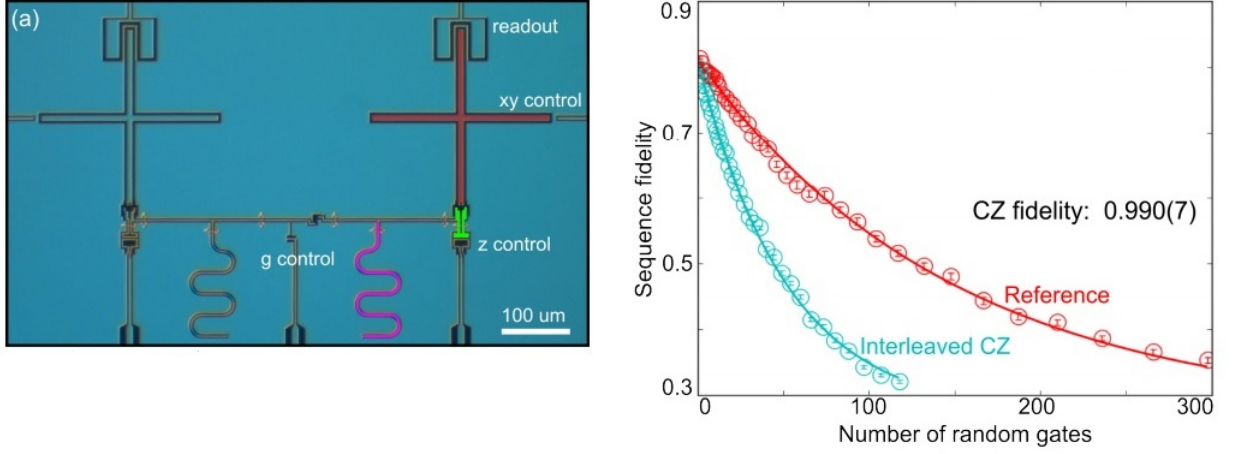 (a)
readout
xy control
z control
g control
100 um
0.9
0.7
0.5
0.3
Sequence fidelity
CZ fidelity: 0.990(7)
Reference
Interleaved CZ
0
100
200
300
Number of random gates